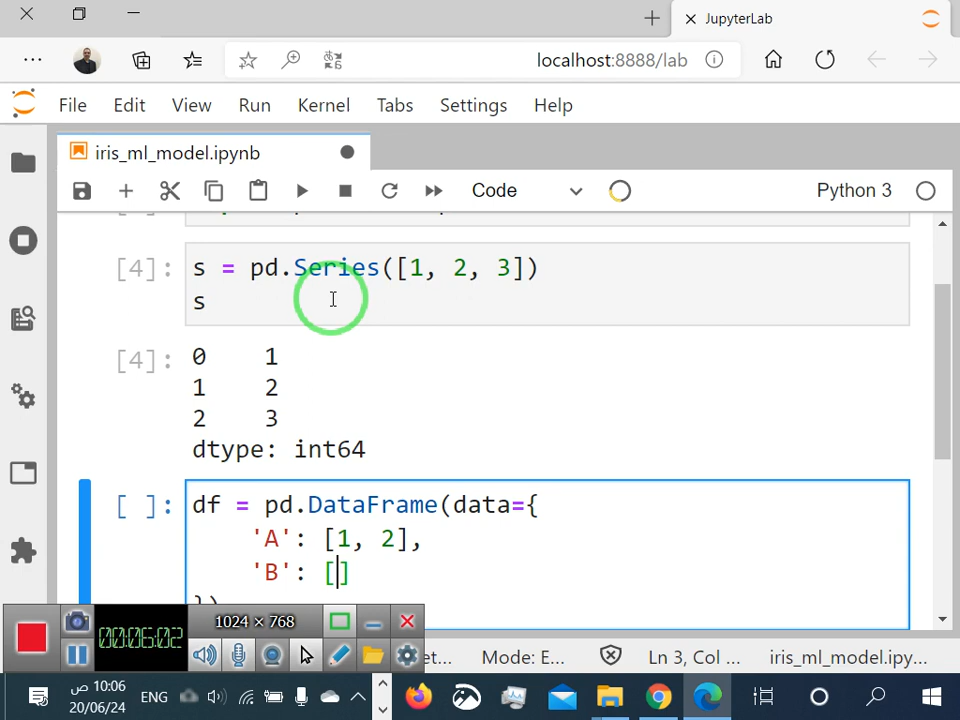 JupyterLab
localhost:8888/lab
File Edit View Run Kernel Tabs Settings Help
iris_ml_model.ipynb
Code
Python 3
[4]: s = pd.Series([1, 2, 3])
s
[4]: 0 1
1 2
2 3
dtype: int64
[ ]: df = pd.DataFrame(data={
'A': [1, 2],
'B': []
})
1024 × 768
00:06:02
et... Mode: E... Ln 3, Col ... iris_ml_model.ipy...
10:06 ص
20/06/24
ENG